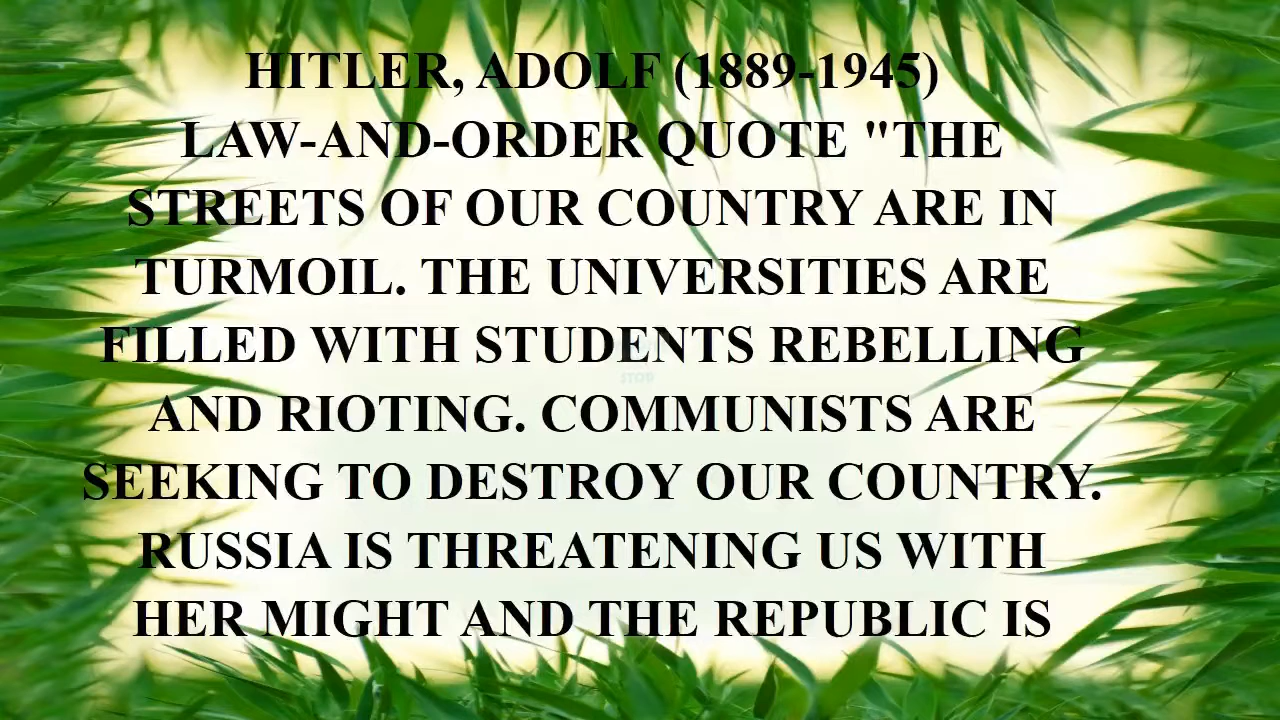 HITLER, ADOLF (1889-1945)
LAW-AND-ORDER QUOTE "THE
STREETS OF OUR COUNTRY ARE IN
TURMOIL. THE UNIVERSITIES ARE
FILLED WITH STUDENTS REBELLING
AND RIOTING. COMMUNISTS ARE
SEEKING TO DESTROY OUR COUNTRY.
RUSSIA IS THREATENING US WITH
HER MIGHT AND THE REPUBLIC IS